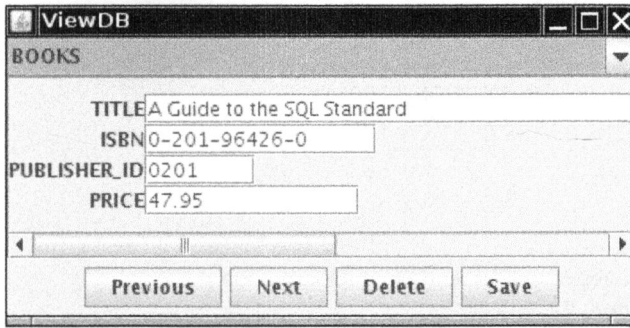 ViewDB
BOOKS
TITLE A Guide to the SQL Standard
ISBN 0-201-96426-0
PUBLISHER_ID 0201
PRICE 47.95
Previous Next Delete Save